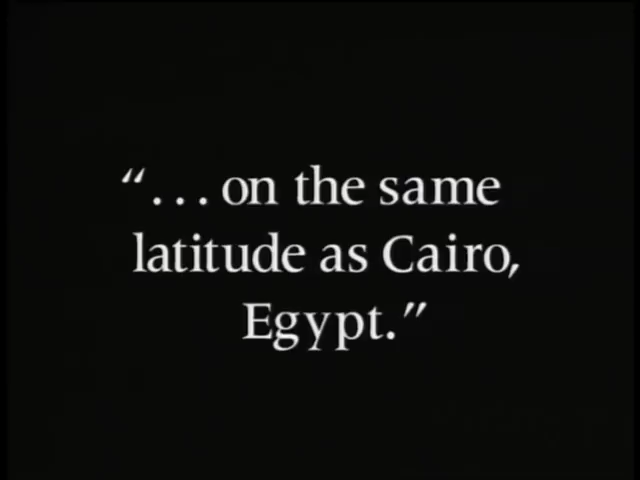 “... on the same
latitude as Cairo,
Egypt.”